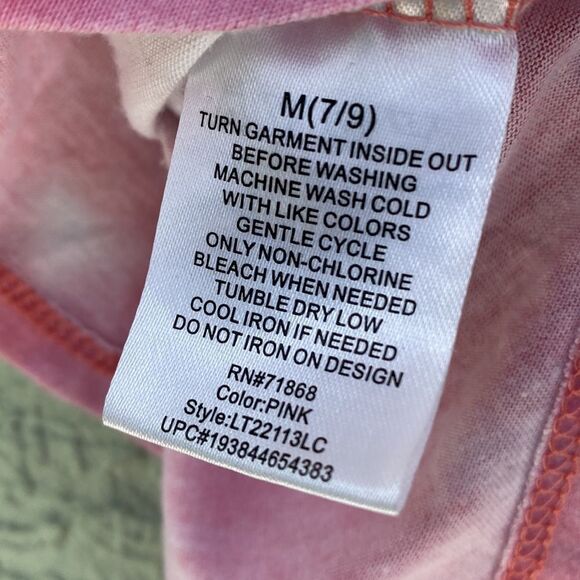 M(7/9)
TURN GARMENT INSIDE OUT
BEFORE WASHING
MACHINE WASH COLD
WITH LIKE COLORS
GENTLE CYCLE
ONLY NON-CHLORINE
BLEACH WHEN NEEDED
TUMBLE DRY LOW
COOL IRON IF NEEDED
DO NOT IRON ON DESIGN
RN#71868
Color:PINK
Style:LT22113LC
UPC#193844654383